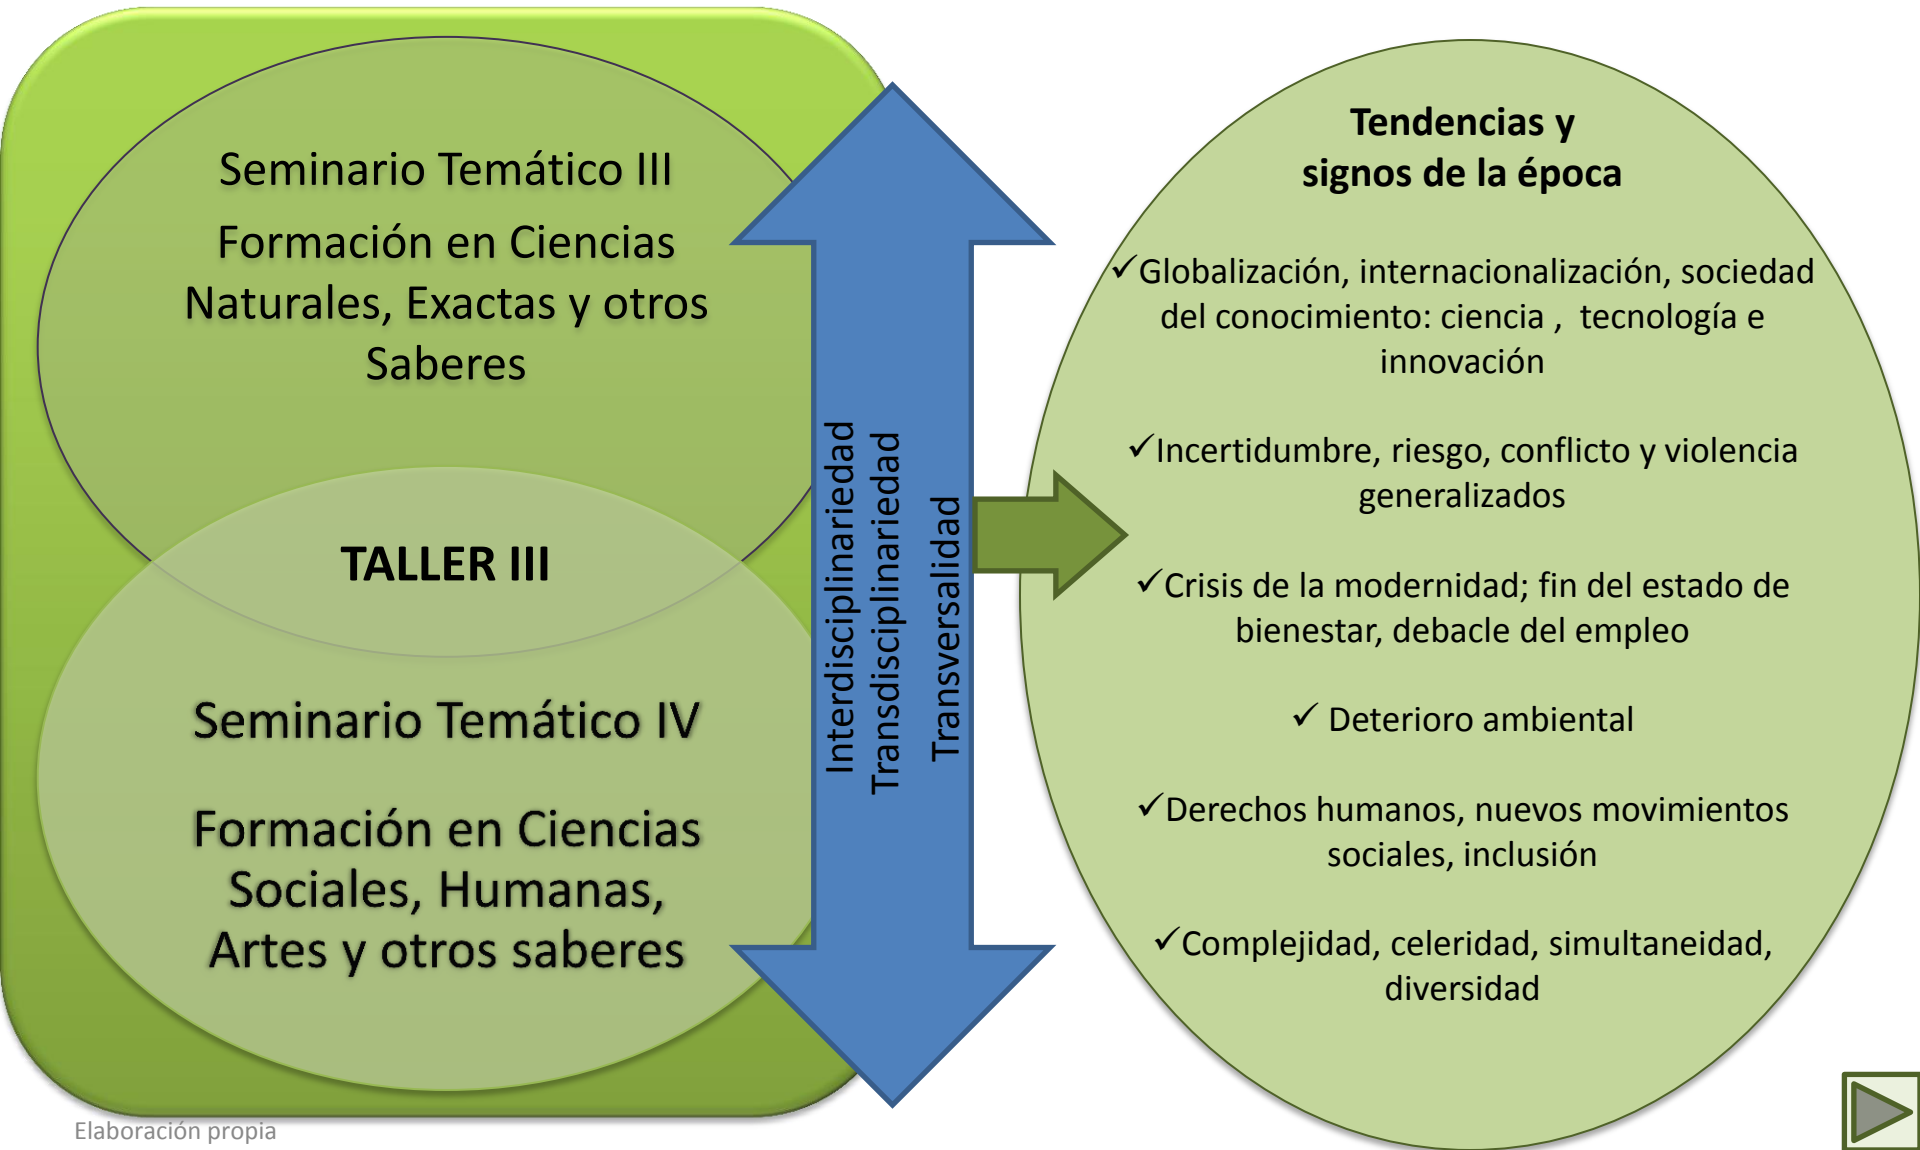 Seminario Temático III
Formación en Ciencias
Naturales, Exactas y otros
Saberes
TALLER III
Seminario Temático IV
Formación en Ciencias
Sociales, Humanas,
Artes y otros saberes
Interdisciplinariedad
Transdisciplinariedad
Transversalidad
Tendencias y
signos de la época
✓Globalización, internacionalización, sociedad
del conocimiento: ciencia , tecnología e
innovación
✓Incertidumbre, riesgo, conflicto y violencia
generalizados
✓Crisis de la modernidad; fin del estado de
bienestar, debacle del empleo
✓ Deterioro ambiental
✓Derechos humanos, nuevos movimientos
sociales, inclusión
✓Complejidad, celeridad, simultaneidad,
diversidad
Elaboración propia